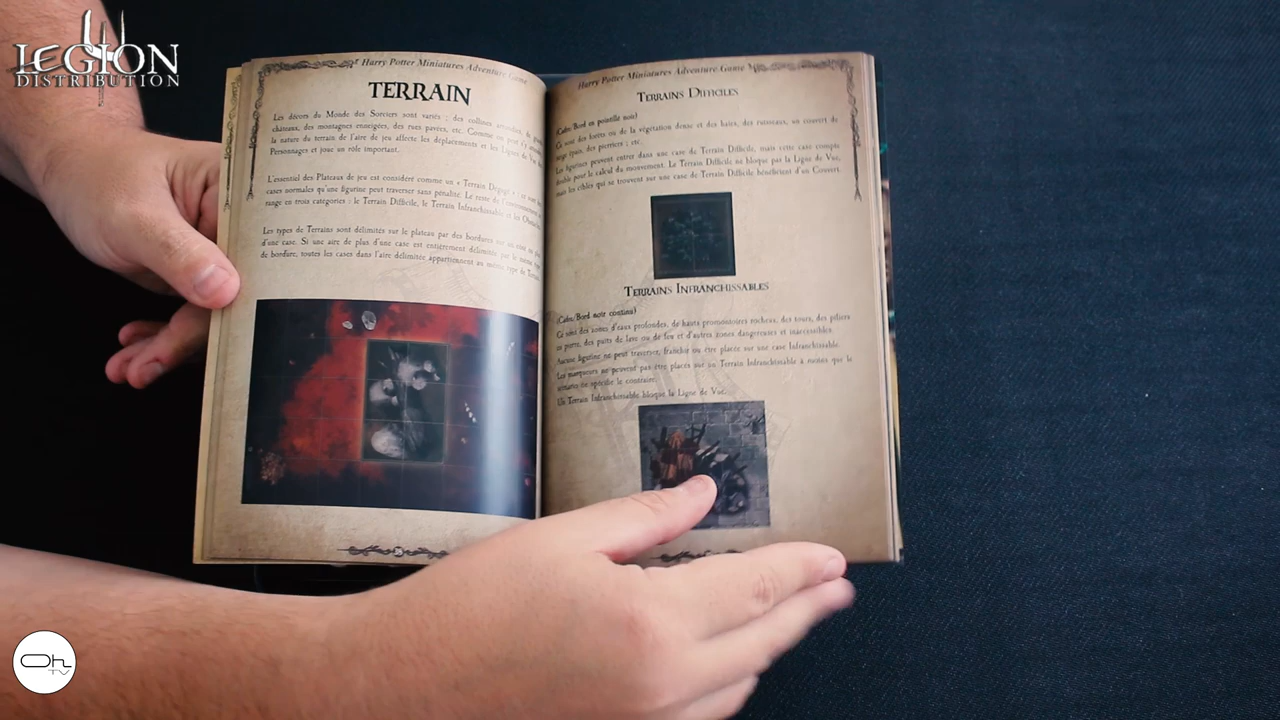 LEGION
DISTRIBUTION
Harry Potter Miniatures Adventure Game
TERRAIN
Les décors du Monde des Sorciers sont variés : des collines
châteaux, des montagnes enneigées, des rues pavées, etc. Comme
la nature du terrain de l'aire de jeu affecte les déplacements et les Lignes de Vue
Personnages et joue un rôle important.
L'essentiel des Plateaux de jeu est considéré comme un « Terrain Dégagé »
cases normales qu'une figurine peut traverser sans pénalité. Le reste de l'Environnement
range en trois catégories : le Terrain Difficile, le Terrain Infranchissable et les Obstacles.
Les types de Terrains sont délimités sur le plateau par des bordures
d'une case. Si une aire de plus d'une case est entièrement délimitée par le même type
de bordure, toutes les cases dans l'aire délimitée appartiennent au même type de Terrain.
Harry Potter Miniatures Adventure Game
TERRAINS DIFFICILES
(Cadre/Bord en pointillé noir)
Ce sont des forêts ou de la végétation dense et des haies, des ruisseaux, un couvert de
neige épais, des pierriers ; etc.
Les figurines peuvent entrer dans une case de Terrain Difficile, mais cette case compte
double pour le calcul du mouvement. Le Terrain Difficile ne bloque pas la Ligne de Vue,
mais les cibles qui se trouvent sur une case de Terrain Difficile bénéficient d'un Couvert.
TERRAINS INFRANCHISSABLES
(Cadre/Bord noir continu)
Ce sont des zones d'eaux profondes, de hauts promontoires rocheux, des tours, des piliers
en pierre, des puits de lave ou de feu et d'autres zones dangereuses et inaccessibles.
Aucune figurine ne peut traverser, franchir ou être placée sur une case Infranchissable.
Les marqueurs ne peuvent pas être placés sur un Terrain Infranchissable à moins que le
scénario ne spécifie le contraire.
Un Terrain Infranchissable bloque la Ligne de Vue.
Oh
TV